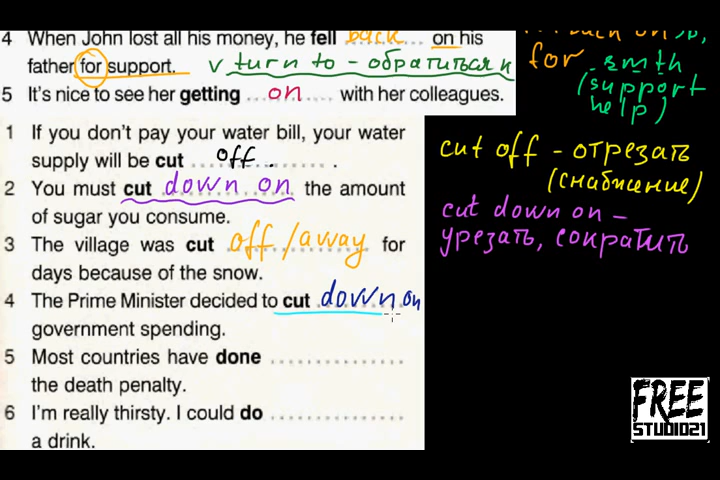 4 When John lost all his money, he fell back on his
father for support. v turn to - обратиться к
5 It's nice to see her getting on with her colleagues.
1 If you don't pay your water bill, your water
supply will be cut off.
2 You must cut down on the amount
of sugar you consume.
3 The village was cut off/away for
days because of the snow.
4 The Prime Minister decided to cut down on
government spending.
5 Most countries have done ..............
the death penalty.
6 I'm really thirsty. I could do ..............
a drink.
back on sb,
for smth
(support
help)
cut off - отрезать
(снабжение)
cut down on -
урезать, сократить
FREE
STUDIO21